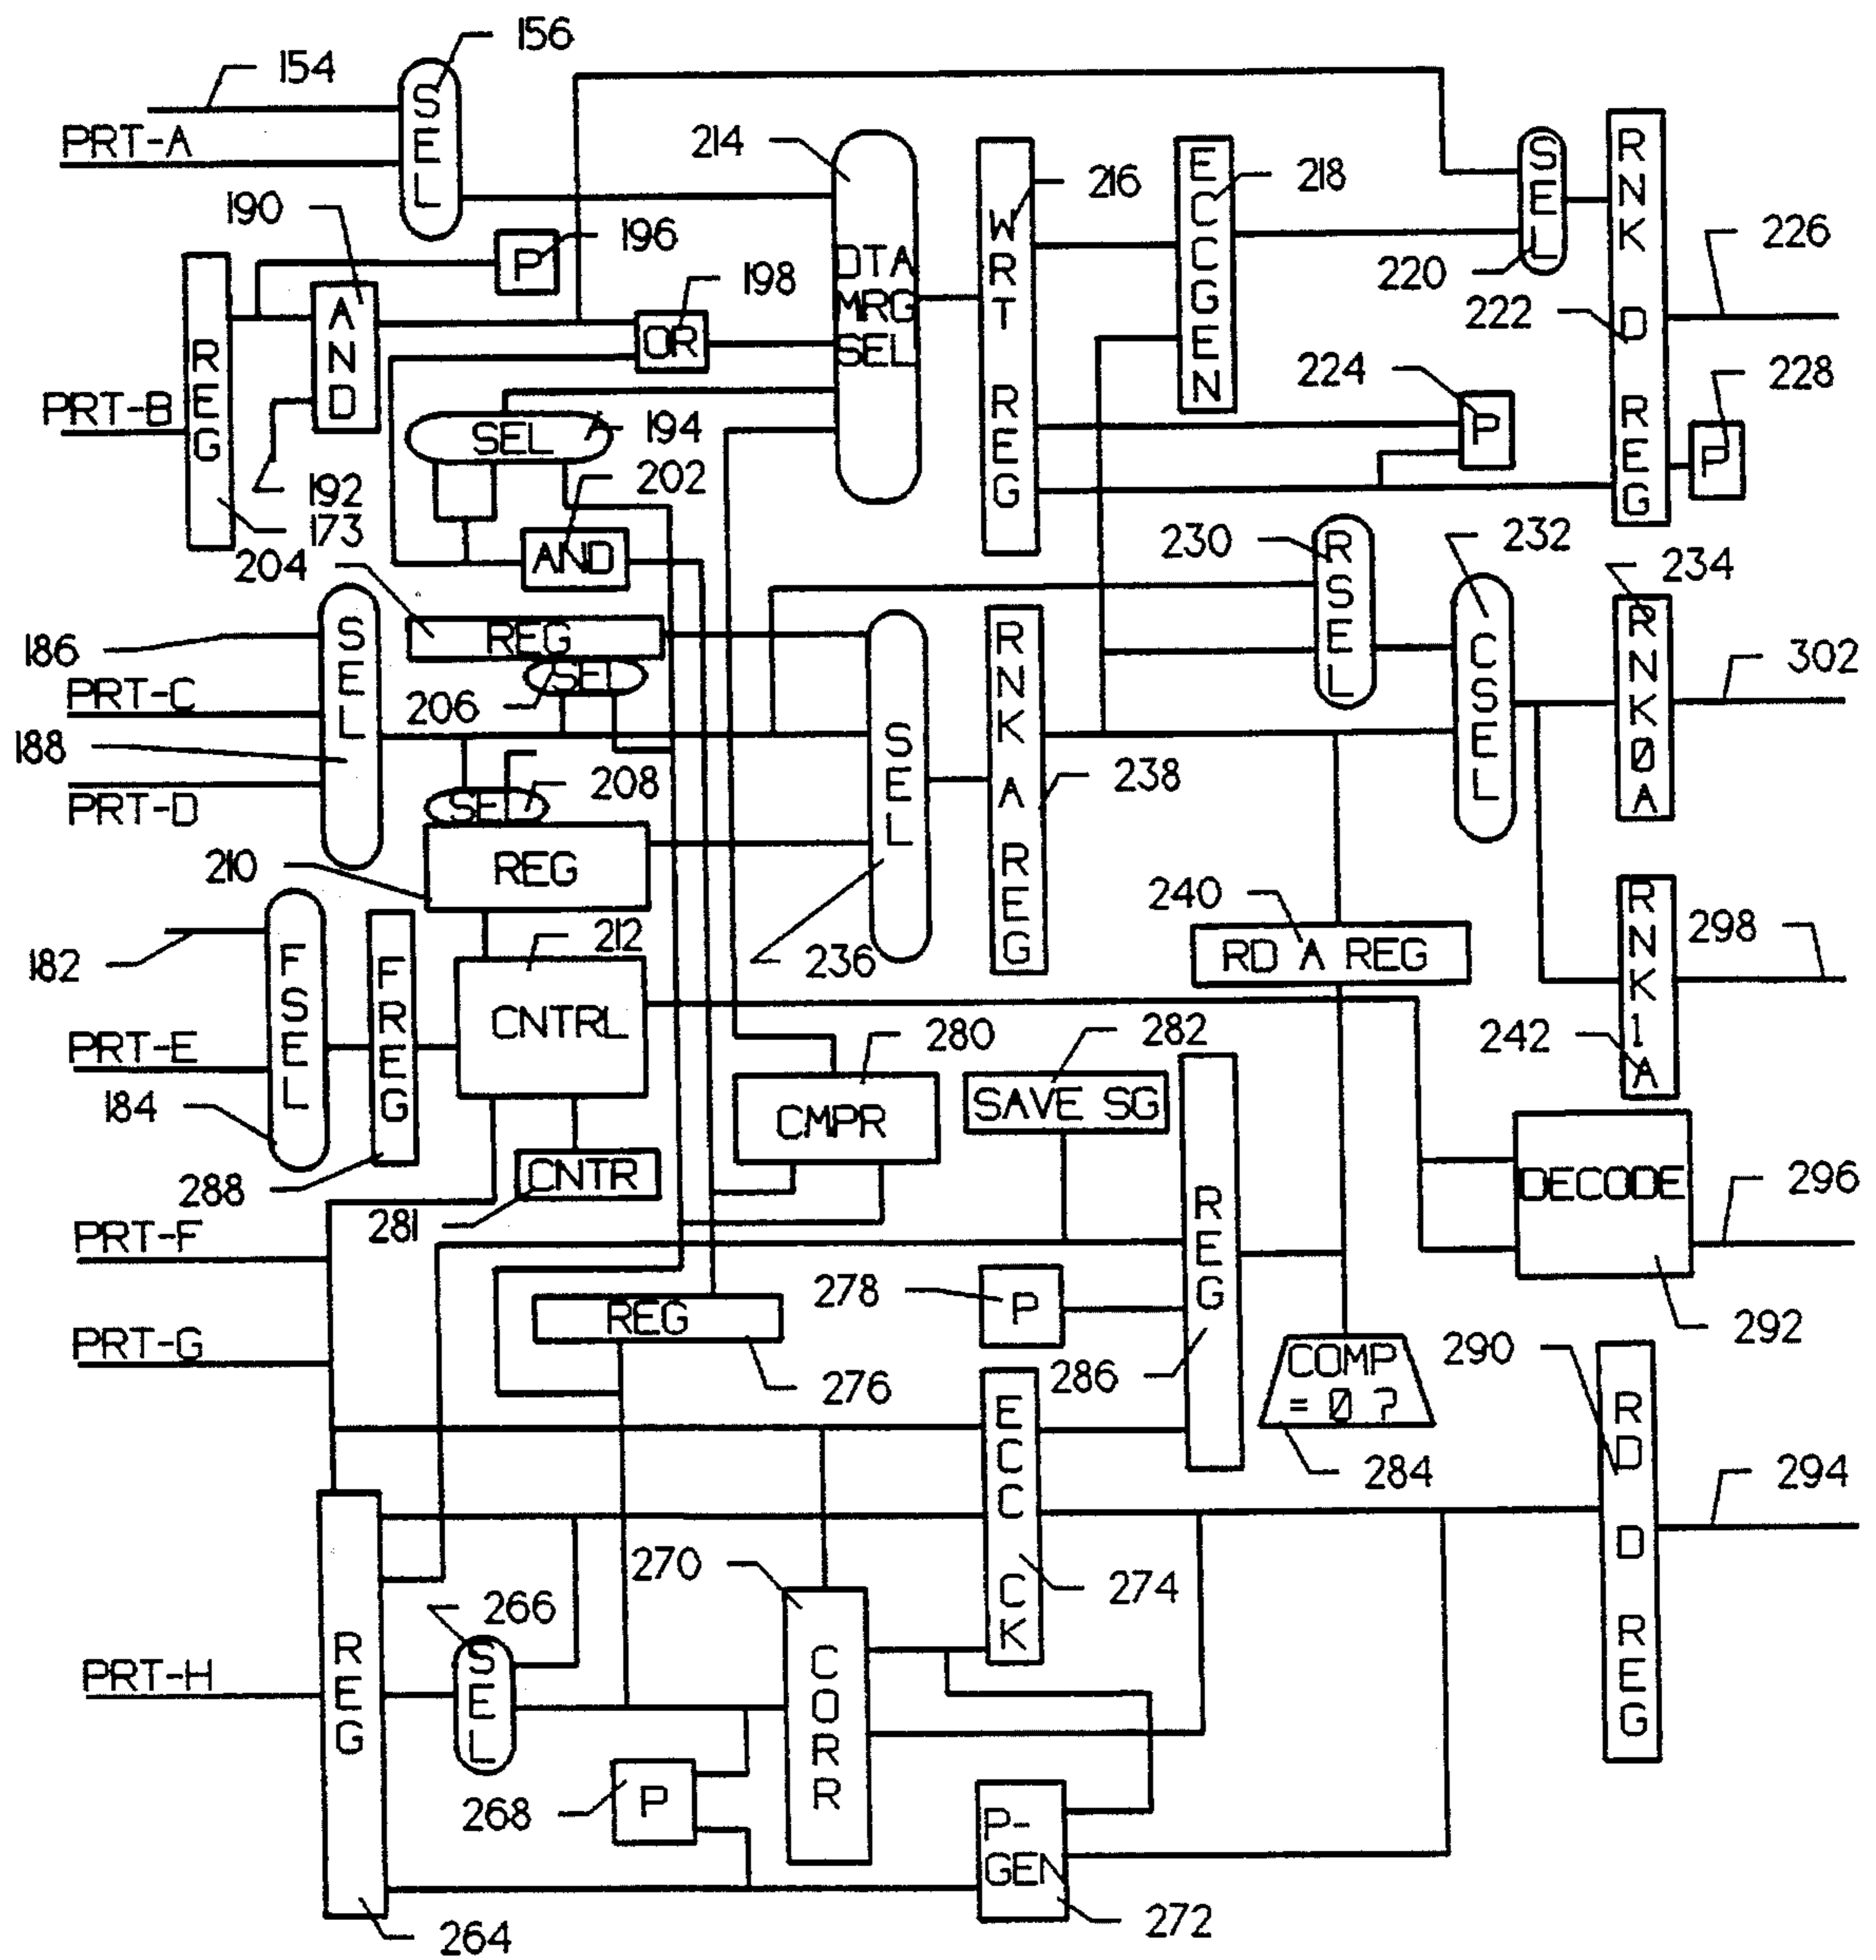 156
154
SEL
PRT-A
214
ECCGEN
SEL
RNK D REG
216
218
190
WRT REG
196
P
226
198
DTA
MRG
SEL
220
AND
REG
OR
222
224
228
PRT-B
SEL
194
P
P
202
192
173
204
AND
230
RSEL
232
234
SEL
REG
RNK A REG
CSEL
RNK0A
186
SEL
302
PRT-C
206
188
SEL
208
238
PRT-D
SEL
210
REG
240
RNK1A
212
298
182
FSEL
FREG
236
RD A REG
CNTRL
280
282
242
PRT-E
184
CMPR
SAVE SG
288
CNTR
REG
DECODE
296
281
PRT-F
278
P
REG
292
PRT-G
276
286
COMP
= 0 ?
290
RD D REG
ECC CK
284
294
270
274
266
REG
SEL
CORR
PRT-H
268
P
P-
GEN
264
272